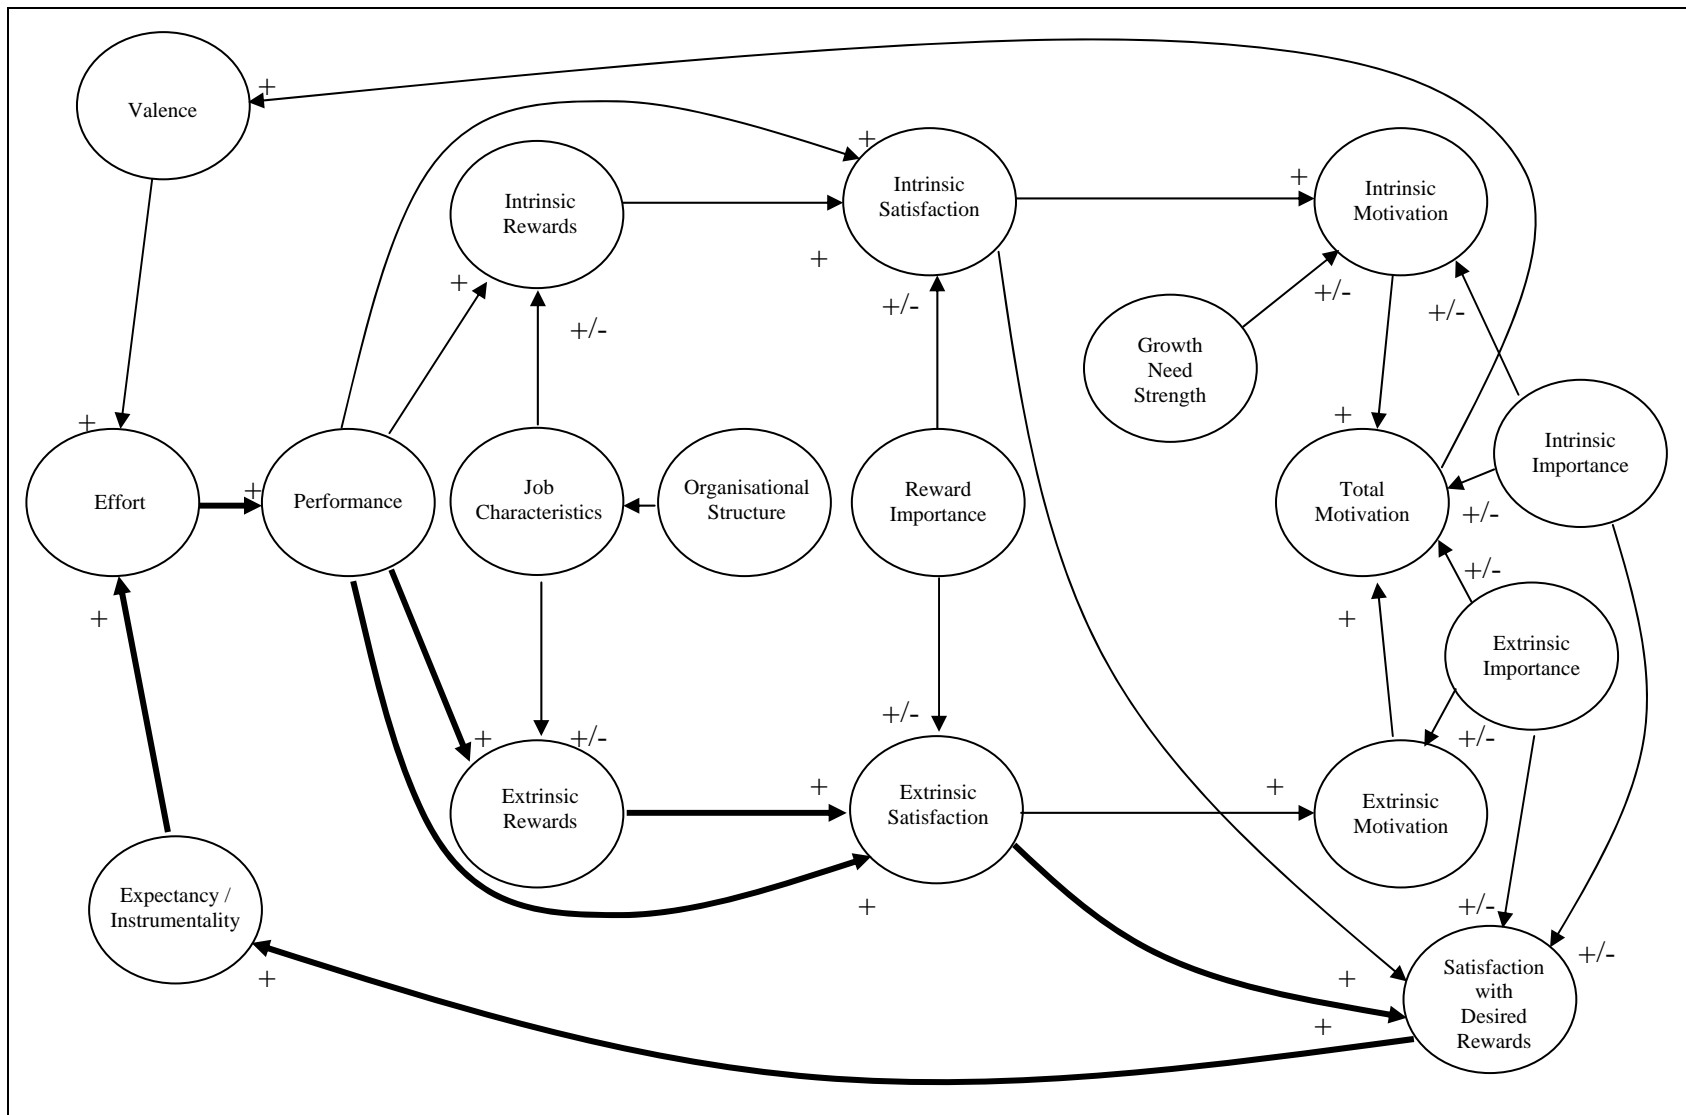 +
Valence
+
Intrinsic
Rewards
Intrinsic
Satisfaction
+
Intrinsic
Motivation
+
+
+/-
+/-
+/-
+/-
Growth
Need
Strength
+
+
Effort
+
Performance
Job
Characteristics
Organisational
Structure
Reward
Importance
Total
Motivation
Intrinsic
Importance
+/-
+/-
+
+
Extrinsic
Importance
+/-
+
+/-
+/-
Extrinsic
Rewards
+
Extrinsic
Satisfaction
+
Extrinsic
Motivation
Expectancy /
Instrumentality
+
+/-
+/-
+
+
+
Satisfaction
with
Desired
Rewards